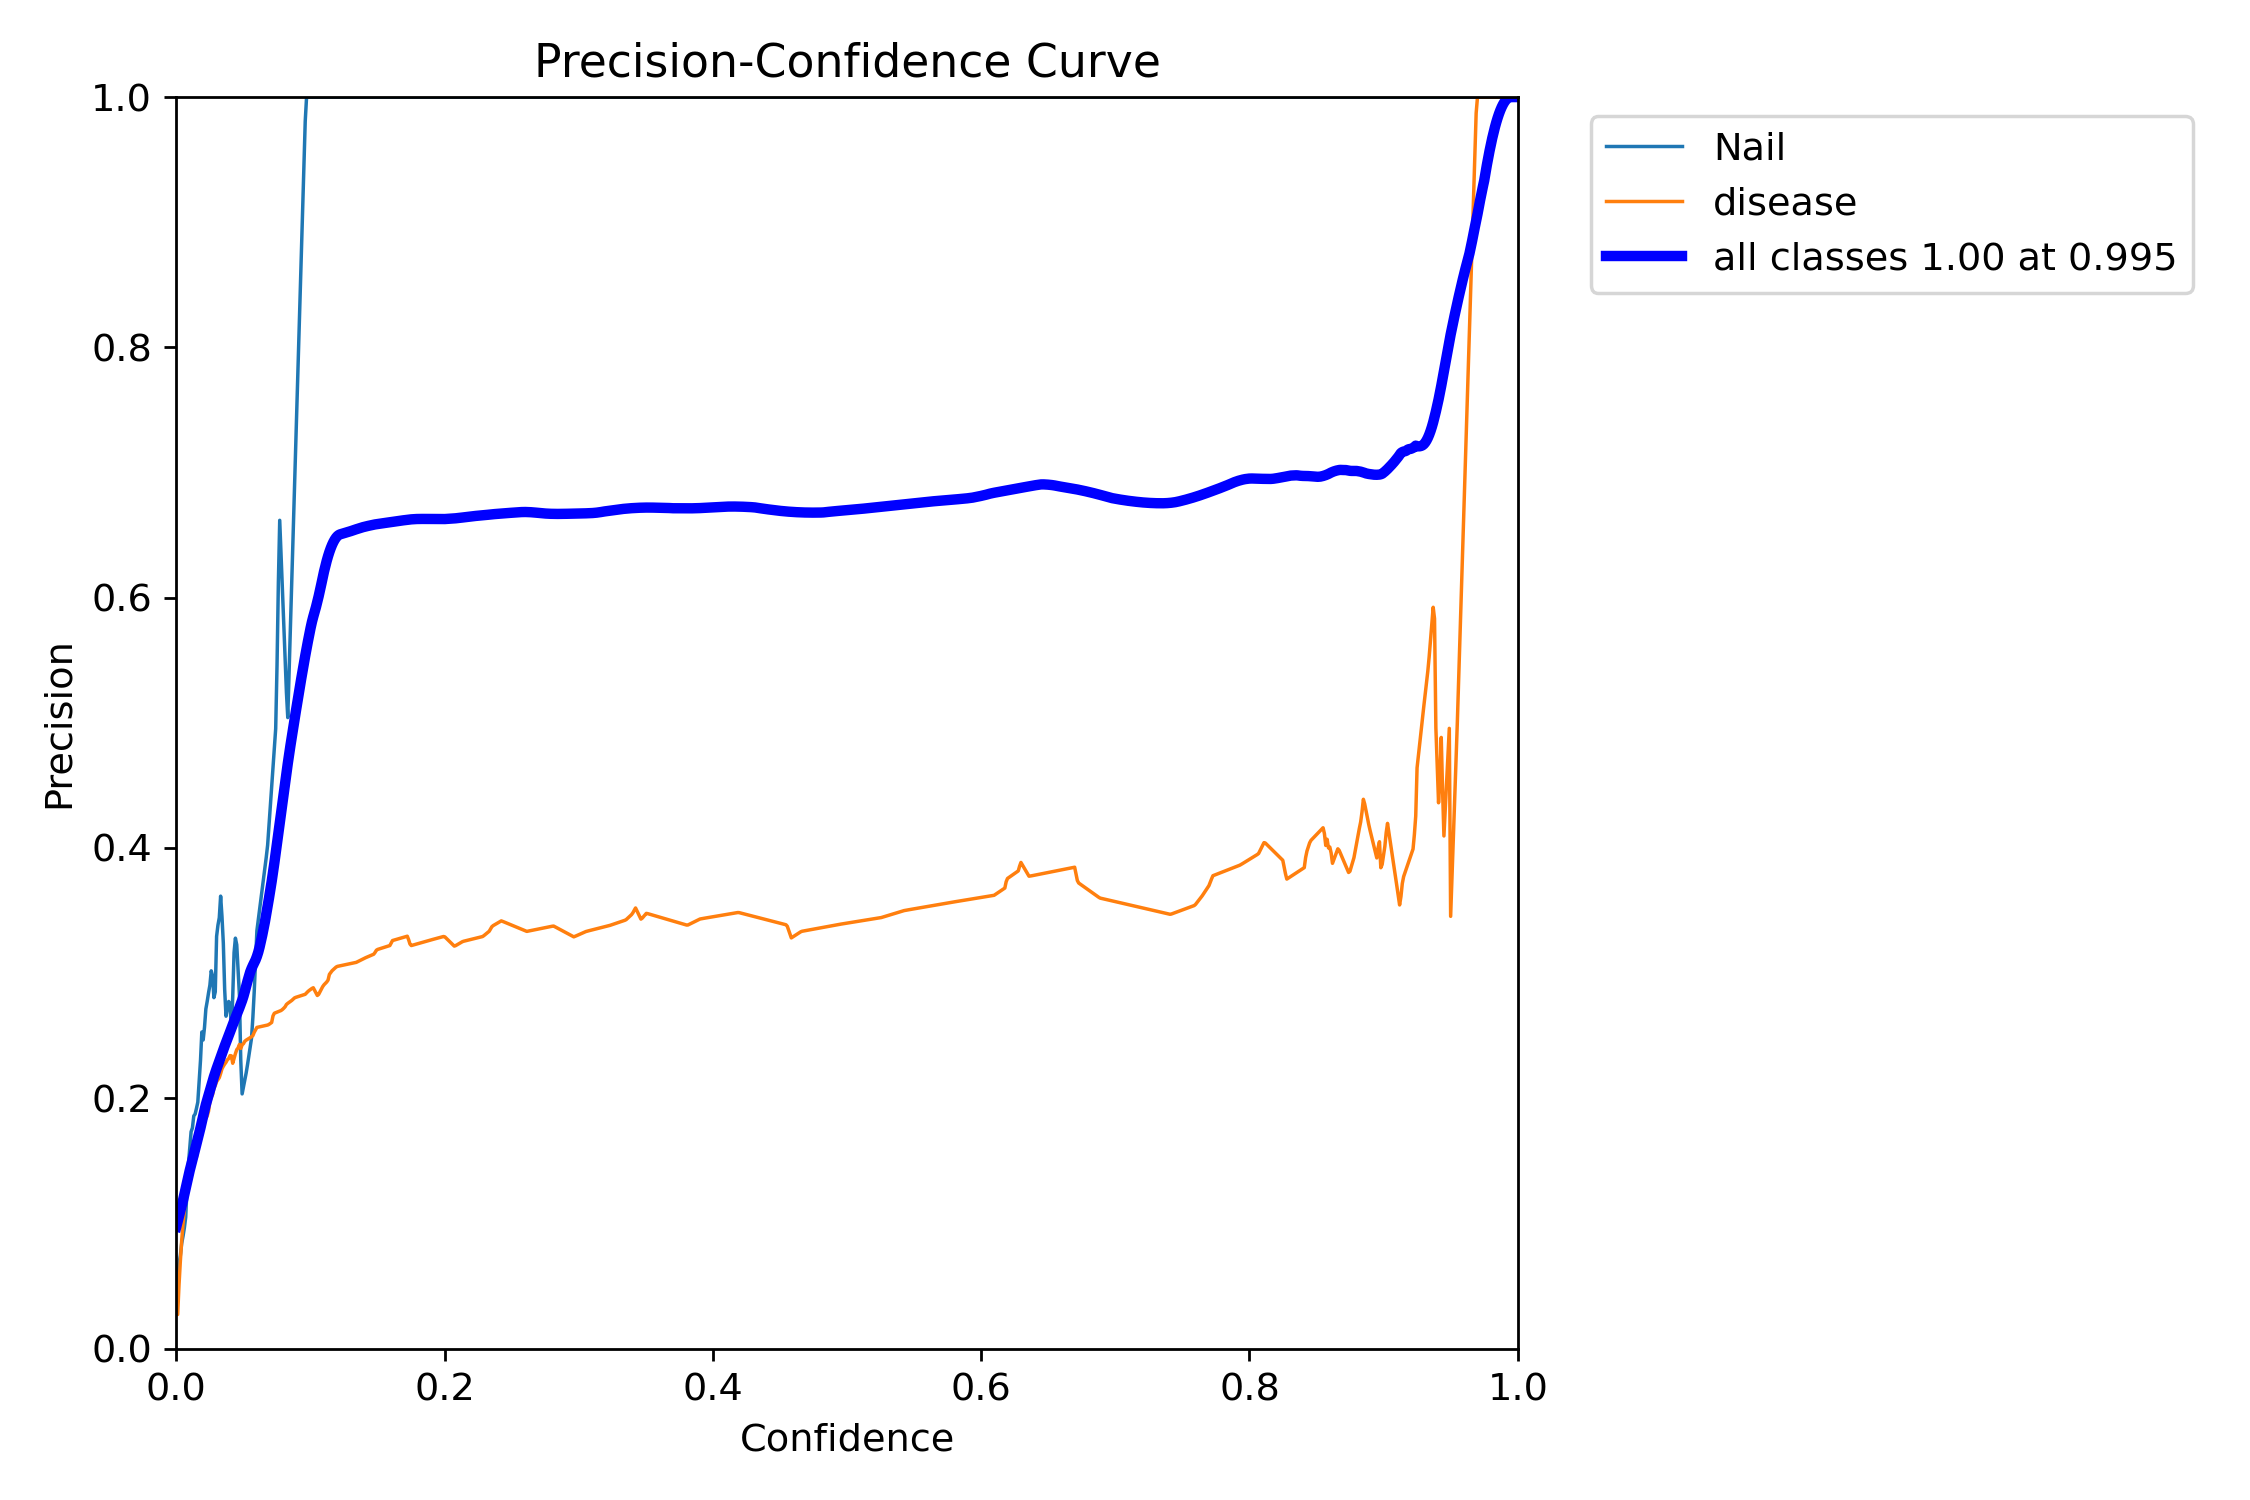 Precision-Confidence Curve
1.0
0.8
0.6
0.4
0.2
0.0
Precision
0.0 0.2 0.4 0.6 0.8 1.0
Confidence
Nail
disease
all classes 1.00 at 0.995